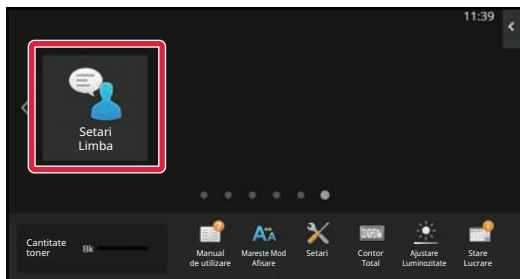 11:39
Setari
Limba
Cantitate
toner
Bk
Manual
de utilizare
Mareste Mod
Afisare
Setari
Contor
Total
Ajustare
Luminozitate
Stare
Lucrare